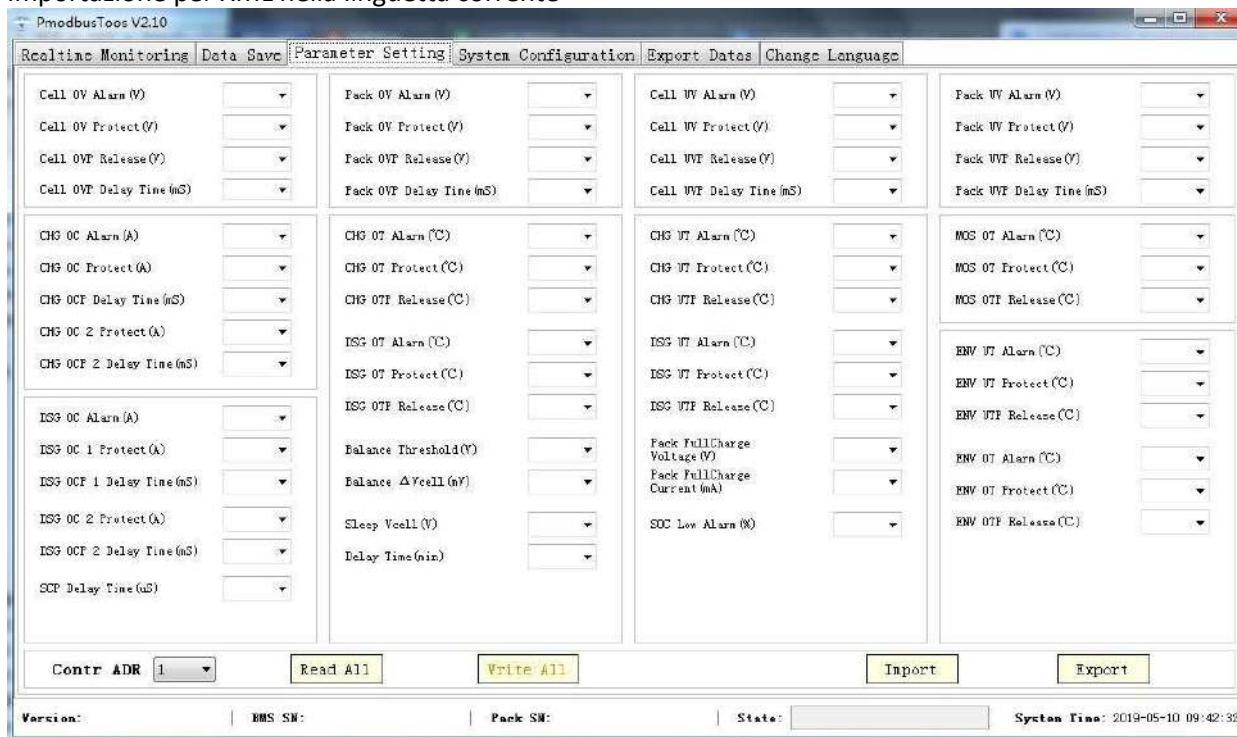 PmodbusToos V2.10
Realtime Monitoring Data Save Parameter Setting System Configuration Export Datas Change Language
Cell OV Alarm (V)
Cell OV Protect (V)
Cell OVP Release (V)
Cell OVP Delay Time (mS)
Pack OV Alarm (V)
Pack OV Protect (V)
Pack OVP Release (V)
Pack OVP Delay Time (mS)
Cell UV Alarm (V)
Cell UV Protect (V)
Cell UVP Release (V)
Cell UVP Delay Time (mS)
Pack UV Alarm (V)
Pack UV Protect (V)
Pack UVP Release (V)
Pack UVP Delay Time (mS)
CHG OC Alarm (A)
CHG OC Protect (A)
CHG OCP Delay Time (mS)
CHG OC 2 Protect (A)
CHG OCP 2 Delay Time (mS)
DSG OC Alarm (A)
DSG OC 1 Protect (A)
DSG OCP 1 Delay Time (mS)
DSG OC 2 Protect (A)
DSG OCP 2 Delay Time (mS)
SCP Delay Time (uS)
CHG OT Alarm (℃)
CHG OT Protect (℃)
CHG OTP Release (℃)
DSG OT Alarm (℃)
DSG OT Protect (℃)
DSG OTP Release (℃)
Balance Threshold (V)
Balance ΔVcell (mV)
Sleep Vcell (V)
Delay Time (min)
CHG UT Alarm (℃)
CHG UT Protect (℃)
CHG UTP Release (℃)
DSG UT Alarm (℃)
DSG UT Protect (℃)
DSG UTP Release (℃)
Pack FullCharge
Voltage (V)
Pack FullCharge
Current (mA)
SOC Low Alarm (%)
MOS OT Alarm (℃)
MOS OT Protect (℃)
MOS OTP Release (℃)
ENV UT Alarm (℃)
ENV UT Protect (℃)
ENV UTP Release (℃)
ENV OT Alarm (℃)
ENV OT Protect (℃)
ENV OTP Release (℃)
Contr ADR 1 Read All Write All Import Export
Version: BMS SN: Pack SN: State: System Time: 2019-05-10 09:42:32